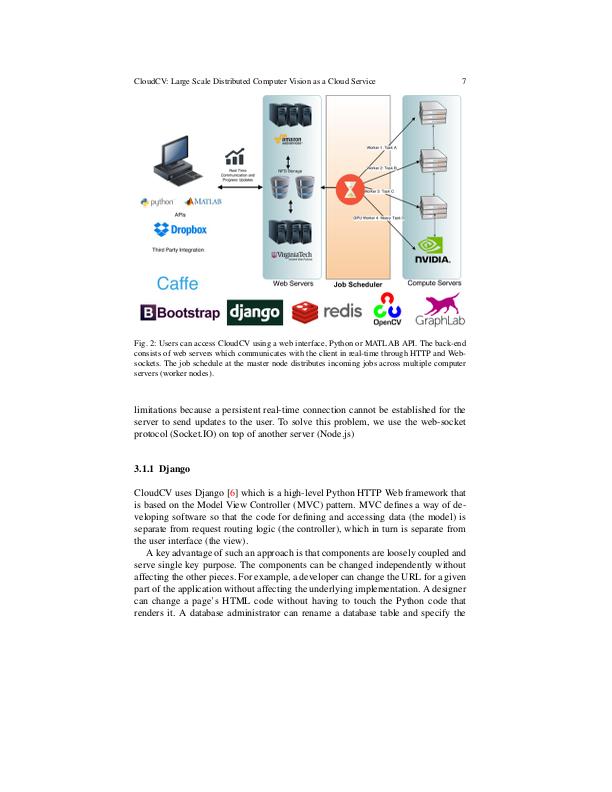 CloudCV: Large Scale Distributed Computer Vision as a Cloud Service 7
amazon
Real Time
Communication and
Progress Updates
NFS Storage
Worker 1: Task A
Worker 2: Task B
Worker 3: Task C
GPU Worker 4: Heavy Task
python
MATLAB
APIs
Dropbox
Third Party Integration
VirginiaTech
NVIDIA.
Web Servers
Job Scheduler
Compute Servers
Caffe
B Bootstrap
django
redis
OpenCV
GraphLab
Fig. 2: Users can access CloudCV using a web interface, Python or MATLAB API. The back-end
consists of web servers which communicates with the client in real-time through HTTP and Web-
sockets. The job schedule at the master node distributes incoming jobs across multiple computer
servers (worker nodes).
limitations because a persistent real-time connection cannot be established for the
server to send updates to the user. To solve this problem, we use the web-socket
protocol (Socket.IO) on top of another server (Node.js)
3.1.1 Django
CloudCV uses Django [6] which is a high-level Python HTTP Web framework that
is based on the Model View Controller (MVC) pattern. MVC defines a way of de-
veloping software so that the code for defining and accessing data (the model) is
separate from request routing logic (the controller), which in turn is separate from
the user interface (the view).
A key advantage of such an approach is that components are loosely coupled and
serve single key purpose. The components can be changed independently without
affecting the other pieces. For example, a developer can change the URL for a given
part of the application without affecting the underlying implementation. A designer
can change a page's HTML code without having to touch the Python code that
renders it. A database administrator can rename a database table and specify the